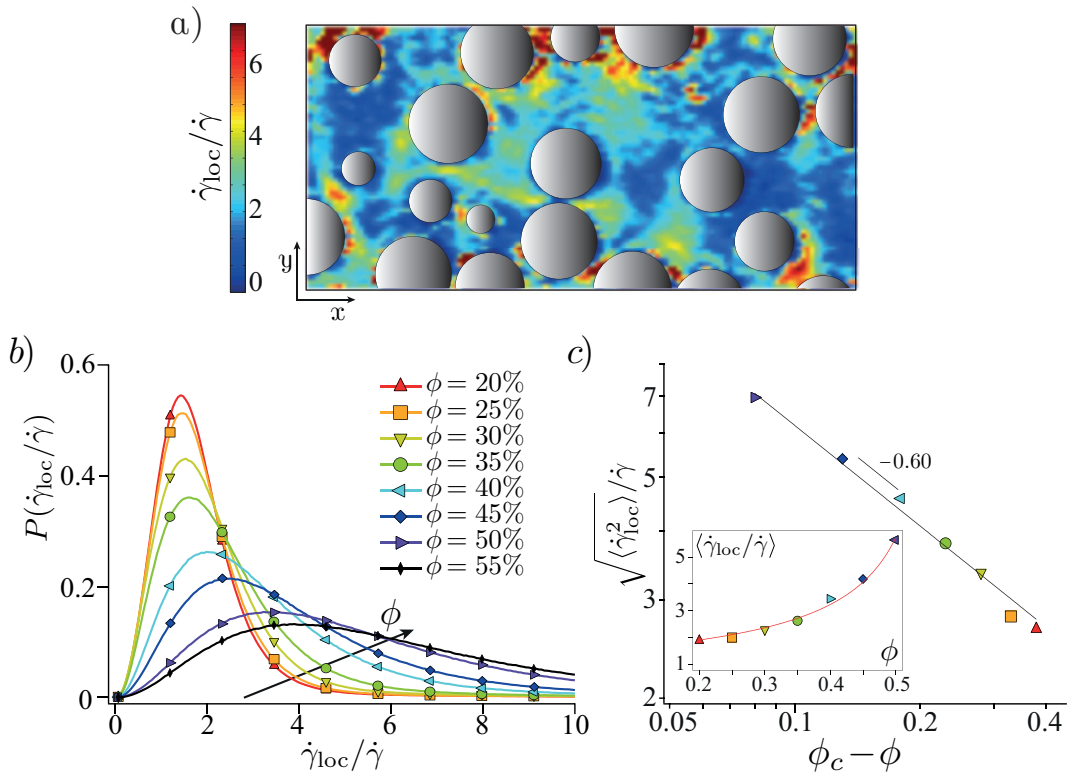 a)
γ̇loc/γ̇
6
4
2
0
y
x
b)
P(γ̇loc/γ̇)
0.6
0.4
0.2
0
0
2
4
6
8
10
γ̇loc/γ̇
ϕ = 20%
ϕ = 25%
ϕ = 30%
ϕ = 35%
ϕ = 40%
ϕ = 45%
ϕ = 50%
ϕ = 55%
ϕ
c)
√⟨γ̇²loc⟩/γ̇
7
5
3
2
0.05
0.1
0.2
0.4
ϕc − ϕ
−0.60
⟨γ̇loc/γ̇⟩
5
3
1
0.2
0.3
0.4
0.5
ϕ